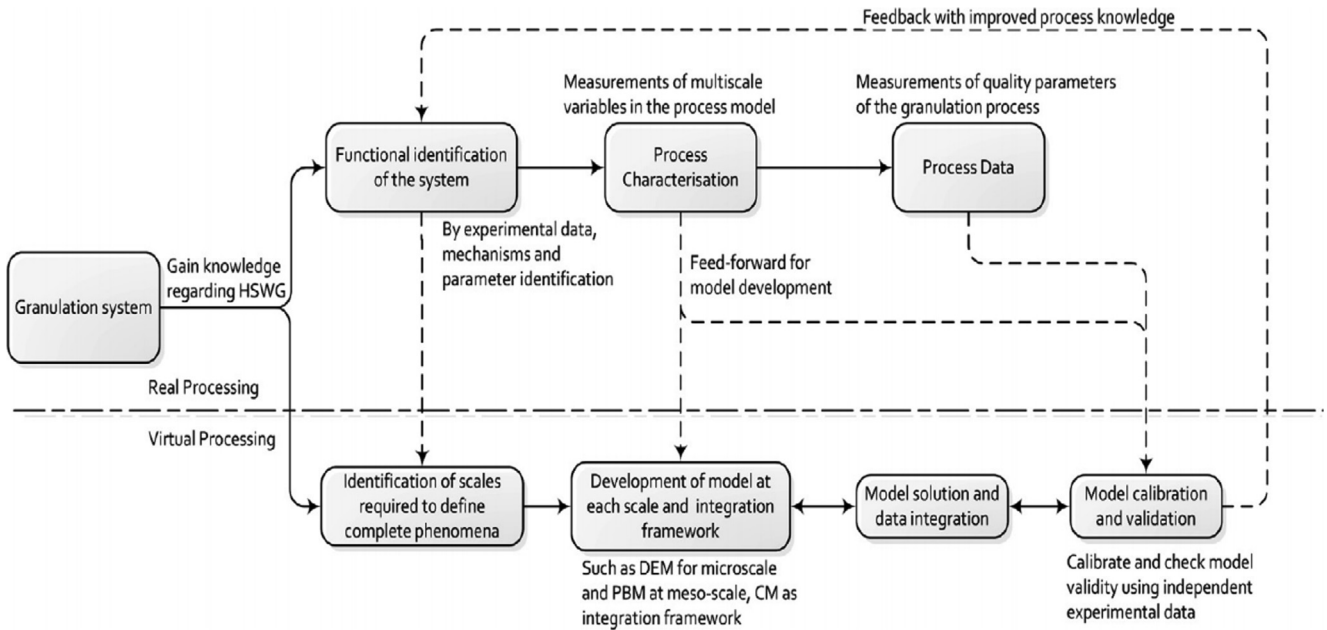 Feedback with improved process knowledge
Measurements of multiscale
variables in the process model
Measurements of quality parameters
of the granulation process
Functional identification
of the system
Process
Characterisation
Process Data
By experimental data,
mechanisms and
parameter identification
Gain knowledge
regarding HSWG
Feed-forward for
model development
Granulation system
Real Processing
Virtual Processing
Identification of scales
required to define
complete phenomena
Development of model at
each scale and integration
framework
Model solution and
data integration
Model calibration
and validation
Such as DEM for microscale
and PBM at meso-scale, CM as
integration framework
Calibrate and check model
validity using independent
experimental data